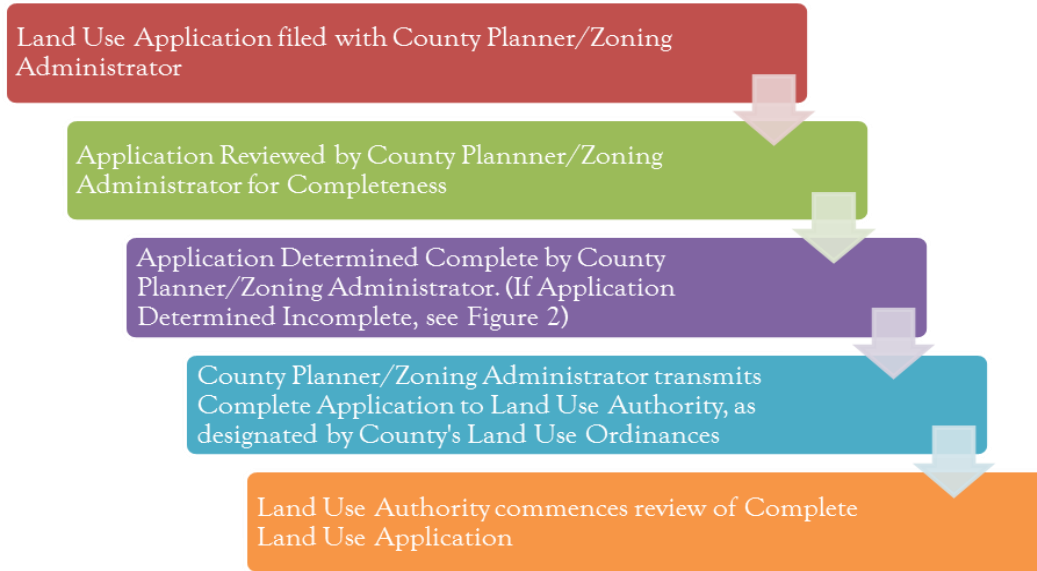 Land Use Application filed with County Planner/Zoning
Administrator
Application Reviewed by County Plannner/Zoning
Administrator for Completeness
Application Determined Complete by County
Planner/Zoning Administrator. (If Application
Determined Incomplete, see Figure 2)
County Planner/Zoning Administrator transmits
Complete Application to Land Use Authority, as
designated by County's Land Use Ordinances
Land Use Authority commences review of Complete
Land Use Application